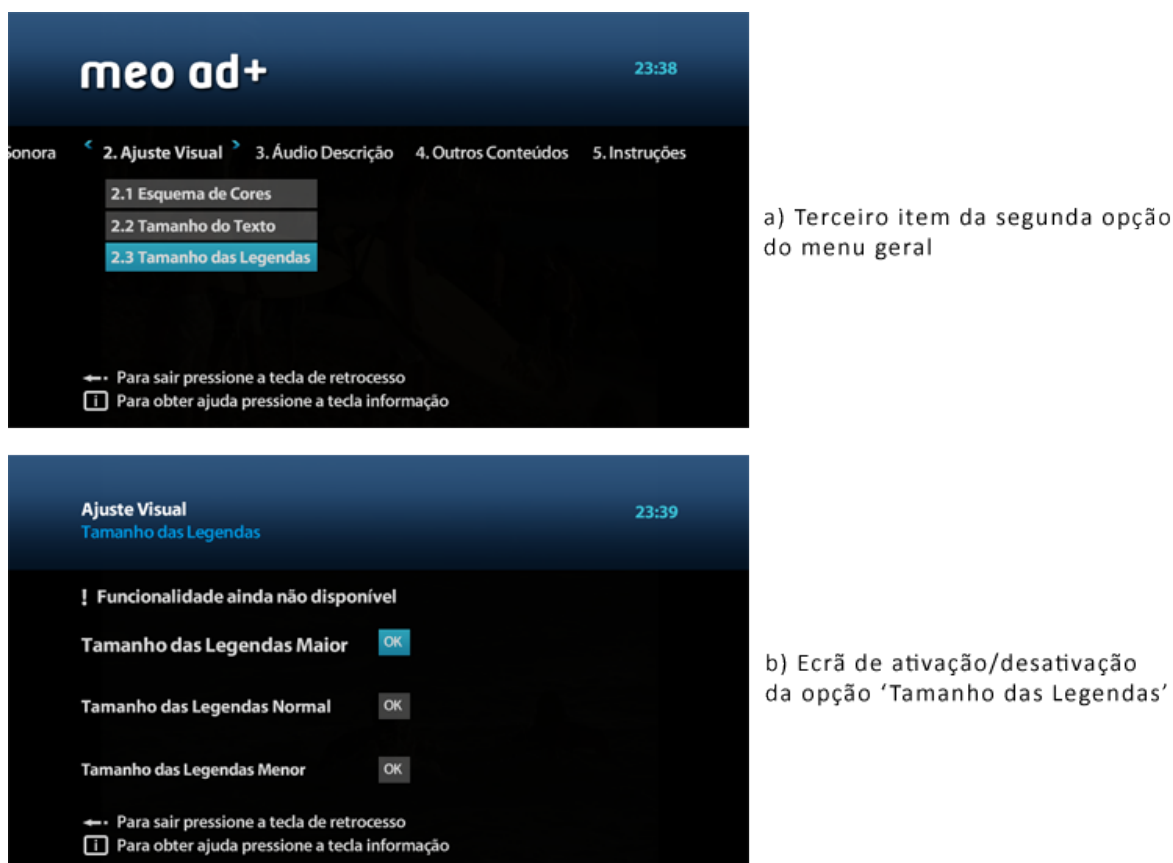 meo ad+
23:38
Sonora < 2. Ajuste Visual > 3. Áudio Descrição 4. Outros Conteúdos 5. Instruções
2.1 Esquema de Cores
2.2 Tamanho do Texto
2.3 Tamanho das Legendas
Para sair pressione a tecla de retrocesso
i Para obter ajuda pressione a tecla informação
a) Terceiro item da segunda opção
do menu geral
Ajuste Visual
23:39
Tamanho das Legendas
! Funcionalidade ainda não disponível
Tamanho das Legendas Maior OK
Tamanho das Legendas Normal OK
Tamanho das Legendas Menor OK
Para sair pressione a tecla de retrocesso
i Para obter ajuda pressione a tecla informação
b) Ecrã de ativação/desativação
da opção ‘Tamanho das Legendas’